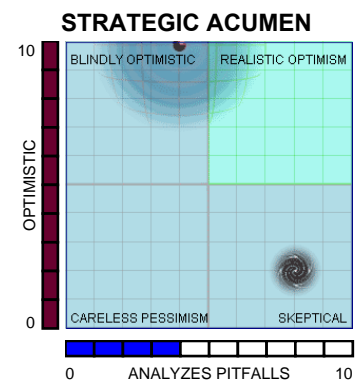 STRATEGIC ACUMEN
10
BLINDLY OPTIMISTIC
REALISTIC OPTIMISM
OPTIMISTIC
CARELESS PESSIMISM
SKEPTICAL
0
0
ANALYZES PITFALLS
10